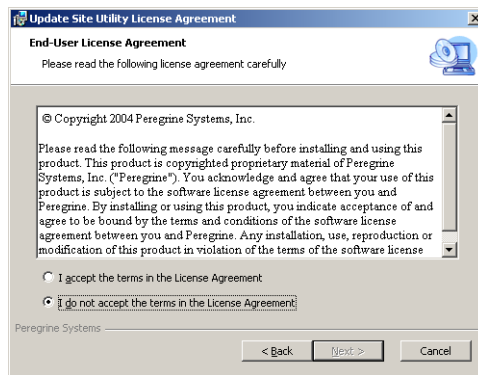 Update Site Utility License Agreement
End-User License Agreement
Please read the following license agreement carefully
© Copyright 2004 Peregrine Systems, Inc.
Please read the following message carefully before installing and using this
product. This product is copyrighted proprietary material of Peregrine
Systems, Inc. ("Peregrine"). You acknowledge and agree that your use of this
product is subject to the software license agreement between you and
Peregrine. By installing or using this product, you indicate acceptance of and
agree to be bound by the terms and conditions of the software license
agreement between you and Peregrine. Any installation, use, reproduction or
modification of this product in violation of the terms of the software license
I accept the terms in the License Agreement
I do not accept the terms in the License Agreement
Peregrine Systems
< Back Next > Cancel